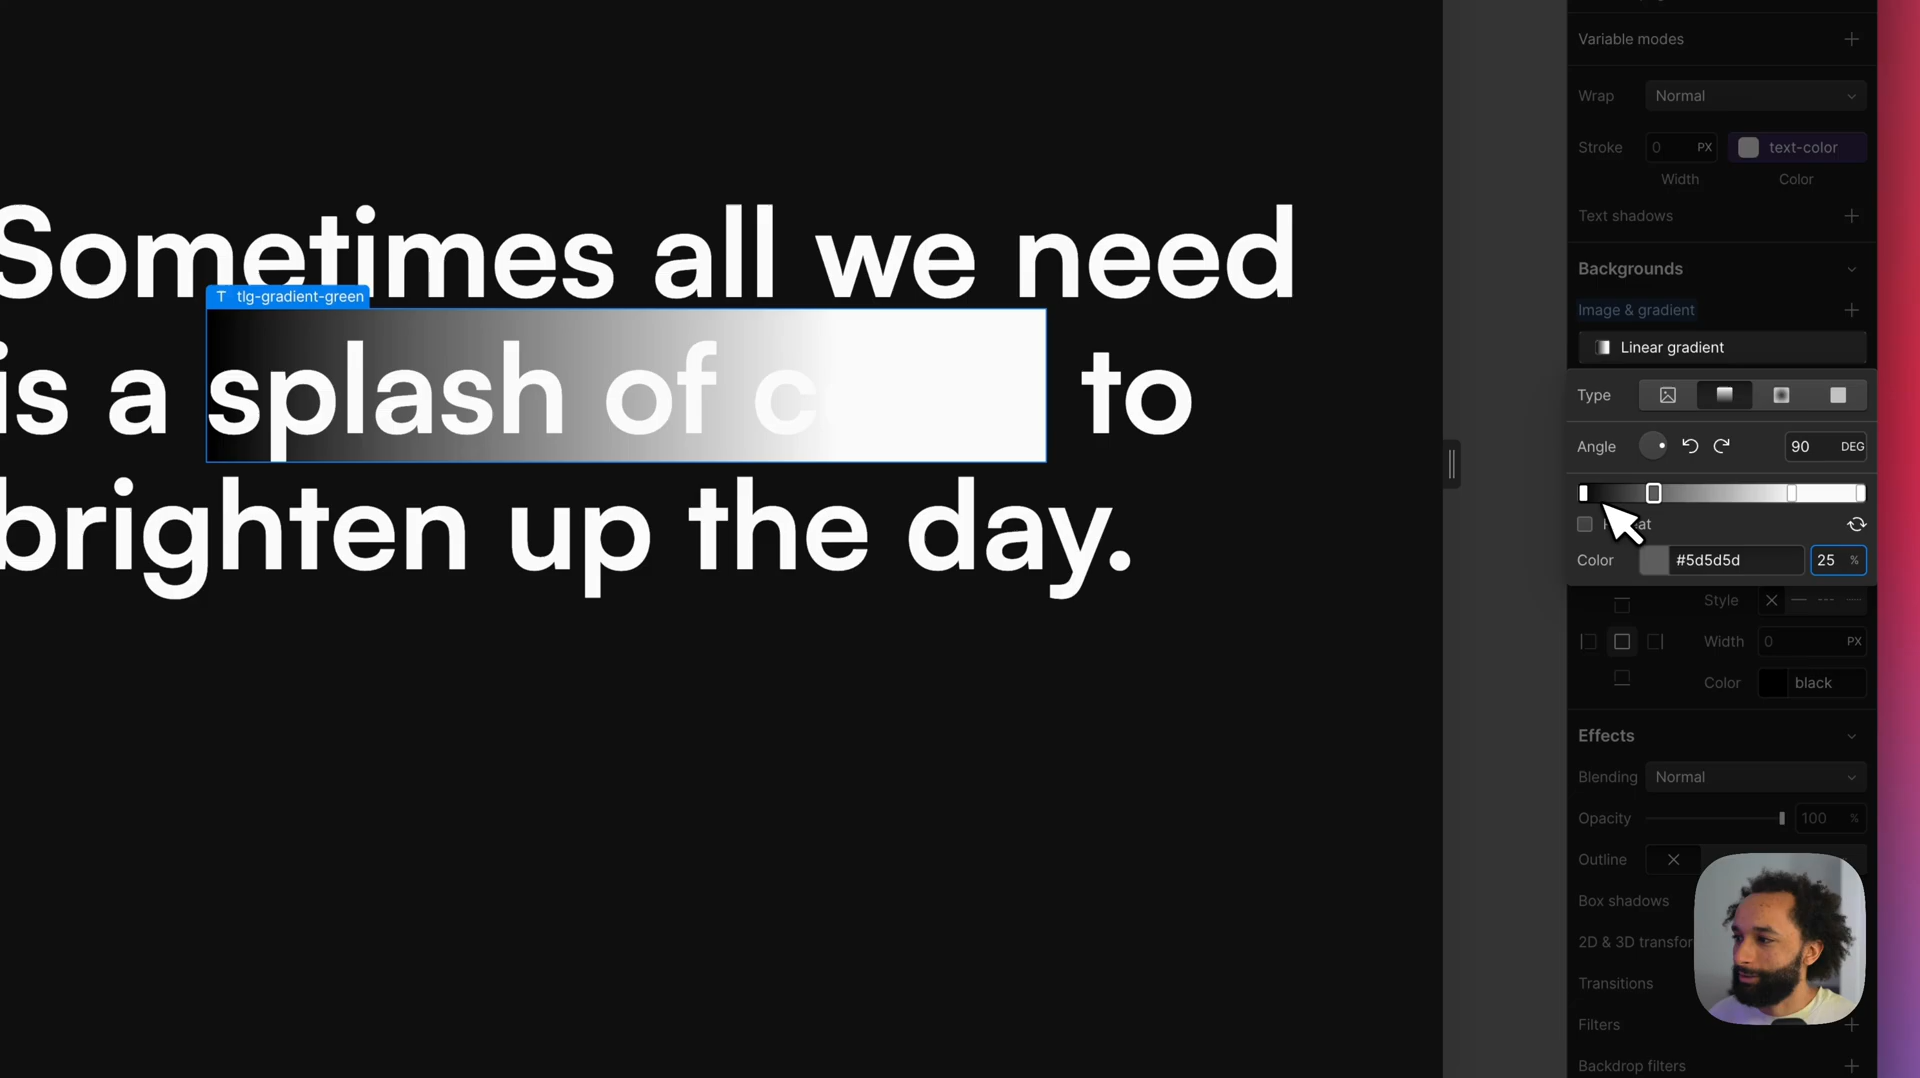 Variable modes
Wrap Normal
Stroke 0 PX text-color
Width Color
Text shadows
Sometimes all we need
Backgrounds
tlg-gradient-green
Image & gradient
Linear gradient
is a splash of c to
Type
Angle 90 DEG
brighten up the day.
Color #5d5d5d 25 %
Style
Width 0 PX
Color black
Effects
Blending Normal
Opacity 100 %
Outline
Box shadows
2D & 3D transfor
Transitions
Filters
Backdrop filters